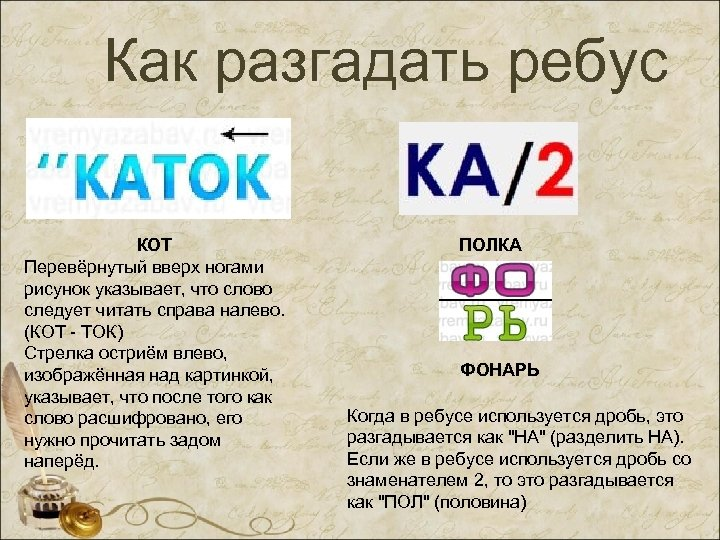 Как разгадать ребус
vremyazabav.ru
‘’КАТОК
КА/2
КОТ
Перевёрнутый вверх ногами
рисунок указывает, что слово
следует читать справа налево.
(КОТ - ТОК)
Стрелка остриём влево,
изображённая над картинкой,
указывает, что после того как
слово расшифровано, его
нужно прочитать задом
наперёд.
ПОЛКА
ФО
РЬ
ФОНАРЬ
Когда в ребусе используется дробь, это
разгадывается как "НА" (разделить НА).
Если же в ребусе используется дробь со
знаменателем 2, то это разгадывается
как "ПОЛ" (половина)